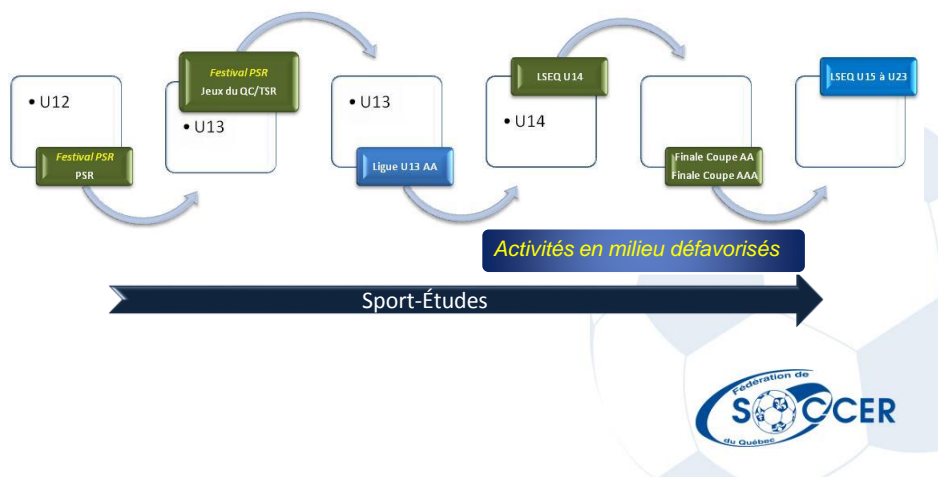 • U12
Festival PSR
PSR
Festival PSR
Jeux du QC/TSR
• U13
• U13
Ligue U13 AA
LSEQ U14
• U14
Finale Coupe AA
Finale Coupe AAA
LSEQ U15 à U23
Activités en milieu défavorisés
Sport-Études
Fédération de
SOCCER
du Québec